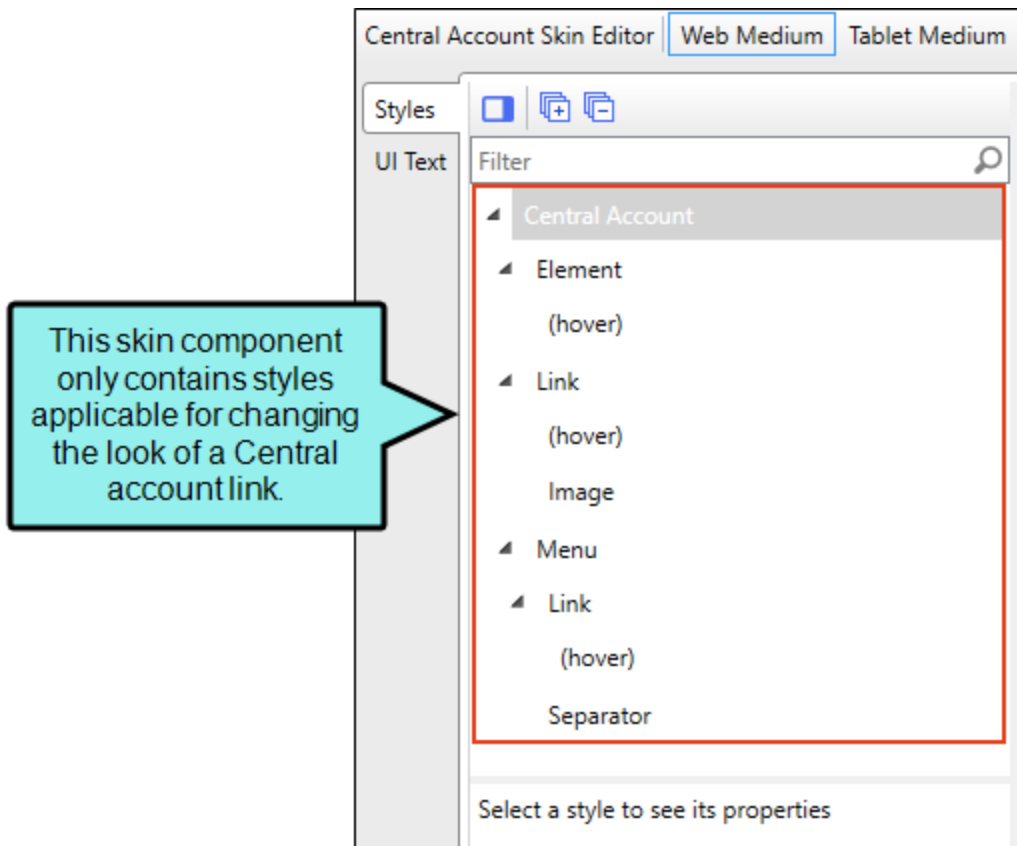 Central Account Skin Editor Web Medium Tablet Medium
Styles
UI Text
Filter
Central Account
Element
(hover)
Link
(hover)
Image
Menu
Link
(hover)
Separator
Select a style to see its properties
This skin component
only contains styles
applicable for changing
the look of a Central
account link.